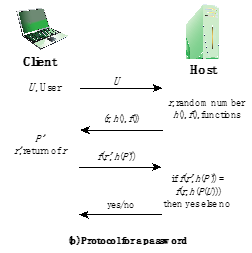 Client
Host
U, User
U
r, random number
h(), f(), functions
(r, h(), f())
P'
r', return of r
f(r', h(P'))
if f(r', h(P')) =
f(r, h(P(U)))
then yes else no
yes/no
(b) Protocol for a password